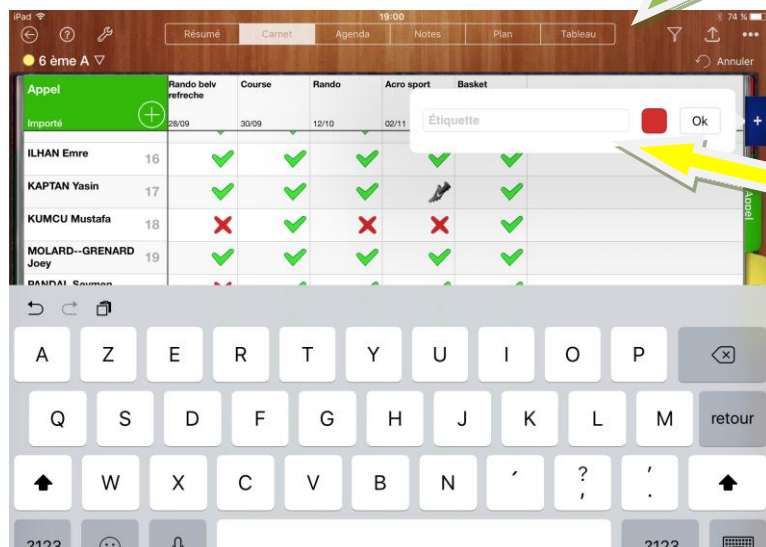 iPad 19:00 74 %
Résumé Carnet Agenda Notes Plan Tableau
6 ème A Annuler
Appel
Importé
Rando belv refreche
28/09
Course
30/09
Rando
12/10
Acro sport
02/11
Basket
Étiquette Ok
+
Appel
ILHAN Emre 16
KAPTAN Yasin 17
KUMCU Mustafa 18
MOLARD--GRENARD
Joey 19
A Z E R T Y U I O P
Q S D F G H J K L M retour
W X C V B N ´ ? , ' .